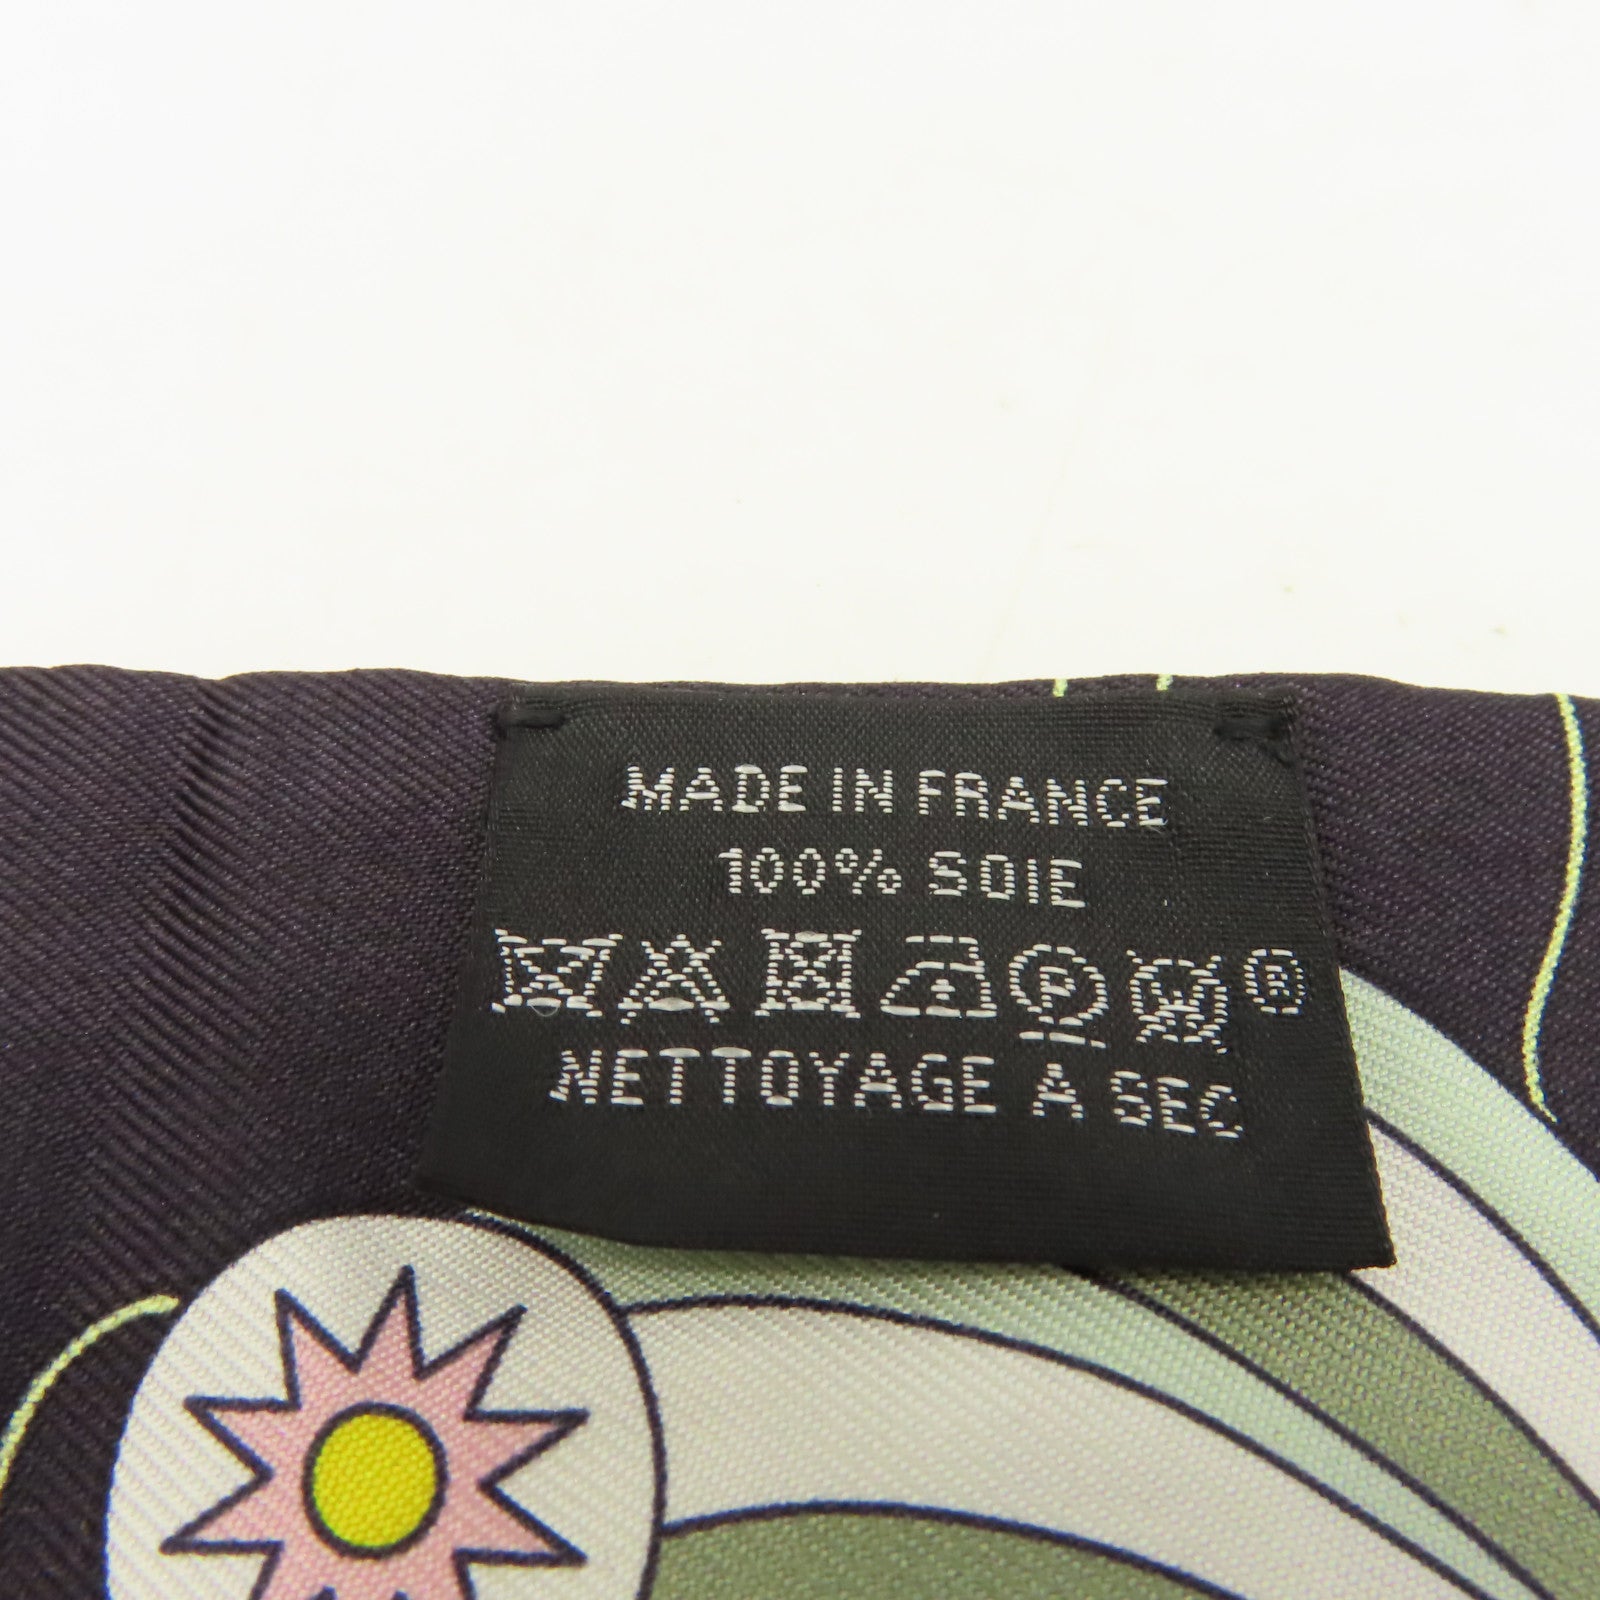 MADE IN FRANCE
100% SOIE
P ®
NETTOYAGE A SEC